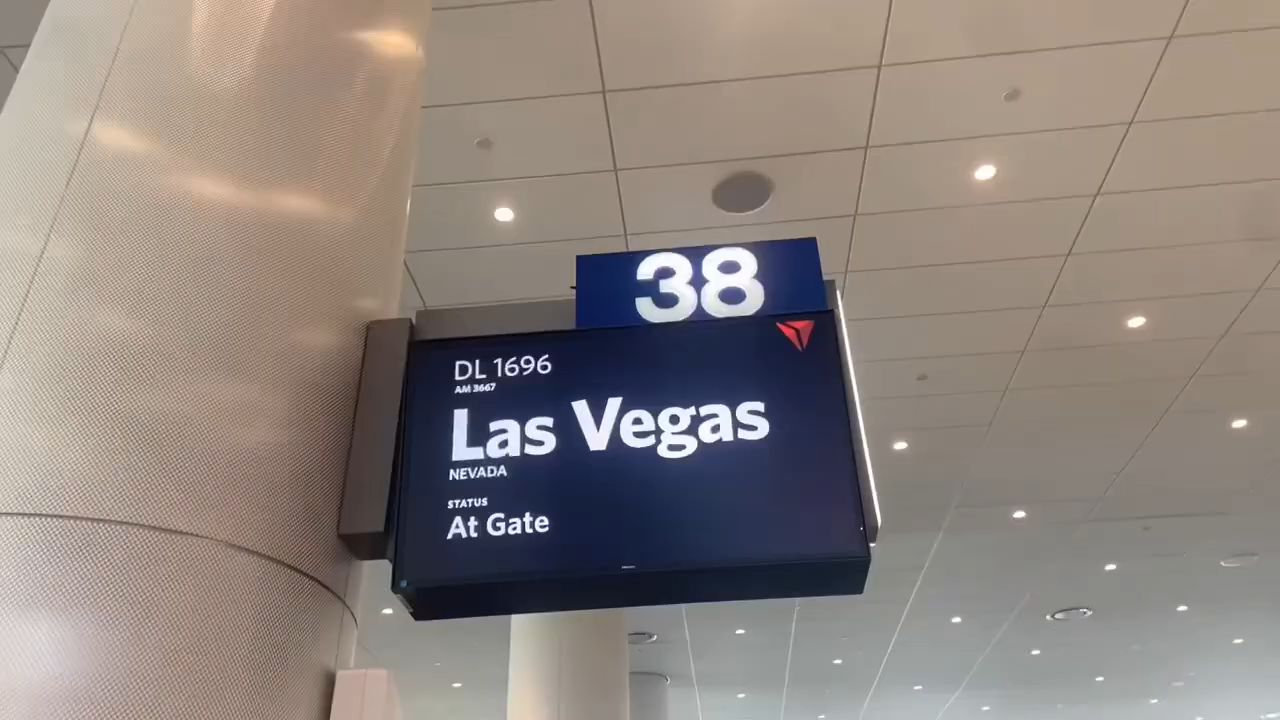 38
DL 1696
AM 3667
Las Vegas
NEVADA
STATUS
At Gate